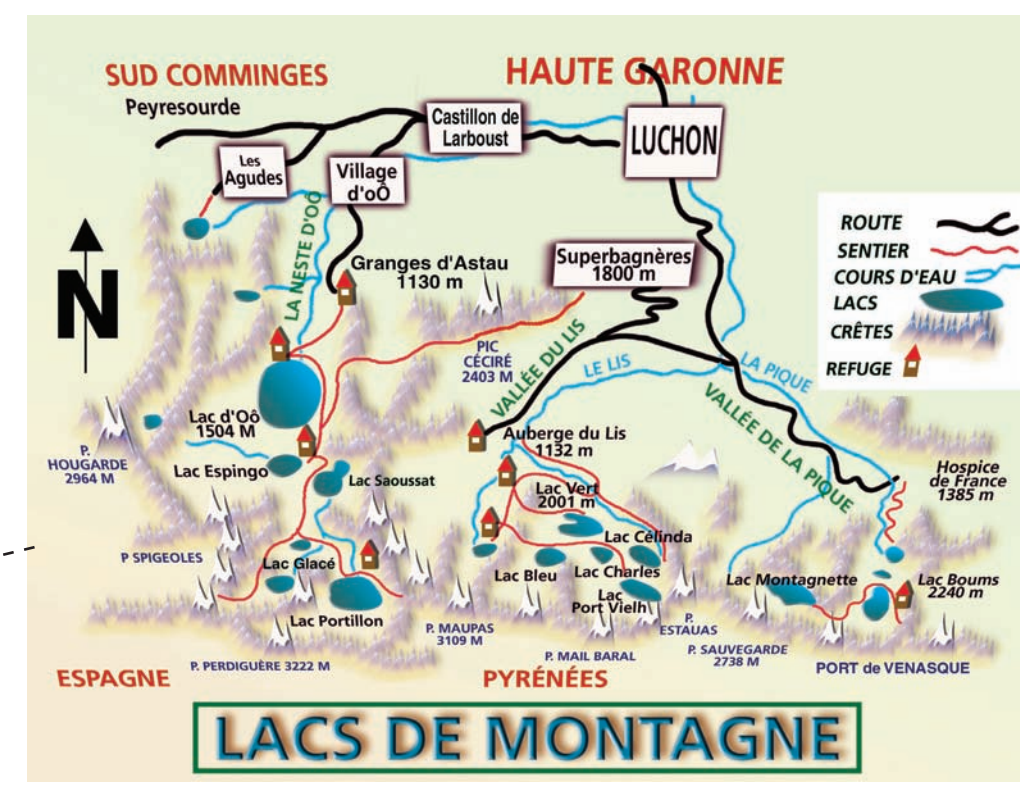 SUD COMMINGES
HAUTE GARONNE
Peyresourde
Castillon de
Larboust
LUCHON
Les
Agudes
Village
d'oÔ
LA NESTE D'OÔ
Granges d'Astau
1130 m
Superbagnères
1800 m
ROUTE
SENTIER
COURS D'EAU
LACS
CRÊTES
REFUGE
N
PIC
CÉCIRÉ
2403 M
VALLÉE DU LIS
LE LIS
LA PIQUE
VALLÉE DE LA PIQUE
Lac d'Oô
1504 M
P.
HOUGARDE
2964 M
Lac Espingo
Lac Saoussat
Auberge du Lis
1132 m
Hospice
de France
1385 m
Lac Vert
2001 m
Lac Célinda
P SPIGEOLES
Lac Glacé
Lac Bleu
Lac Charles
Lac
Port Vielh
Lac Montagnette
Lac Boums
2240 m
Lac Portillon
P. MAUPAS
3109 M
P.
ESTAUAS
P. SAUVEGARDE
2738 M
P. PERDIGUÈRE 3222 M
P. MAIL BARAL
PORT de VENASQUE
ESPAGNE
PYRÉNÉES
LACS DE MONTAGNE